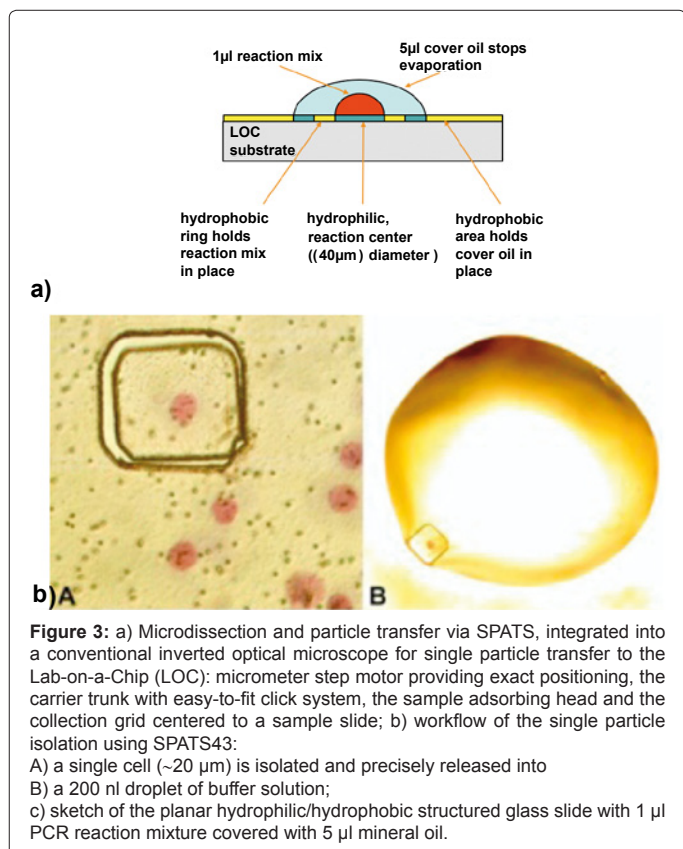 1µl reaction mix
5µl cover oil stops
evaporation
LOC
substrate
hydrophobic
ring holds
reaction mix
in place
hydrophilic,
reaction center
((40µm) diameter )
hydrophobic
area holds
cover oil in
place
a)
b) A
B
Figure 3: a) Microdissection and particle transfer via SPATS, integrated into
a conventional inverted optical microscope for single particle transfer to the
Lab-on-a-Chip (LOC): micrometer step motor providing exact positioning, the
carrier trunk with easy-to-fit click system, the sample adsorbing head and the
collection grid centered to a sample slide; b) workflow of the single particle
isolation using SPATS43:
A) a single cell (~20 µm) is isolated and precisely released into
B) a 200 nl droplet of buffer solution;
c) sketch of the planar hydrophilic/hydrophobic structured glass slide with 1 µl
PCR reaction mixture covered with 5 µl mineral oil.